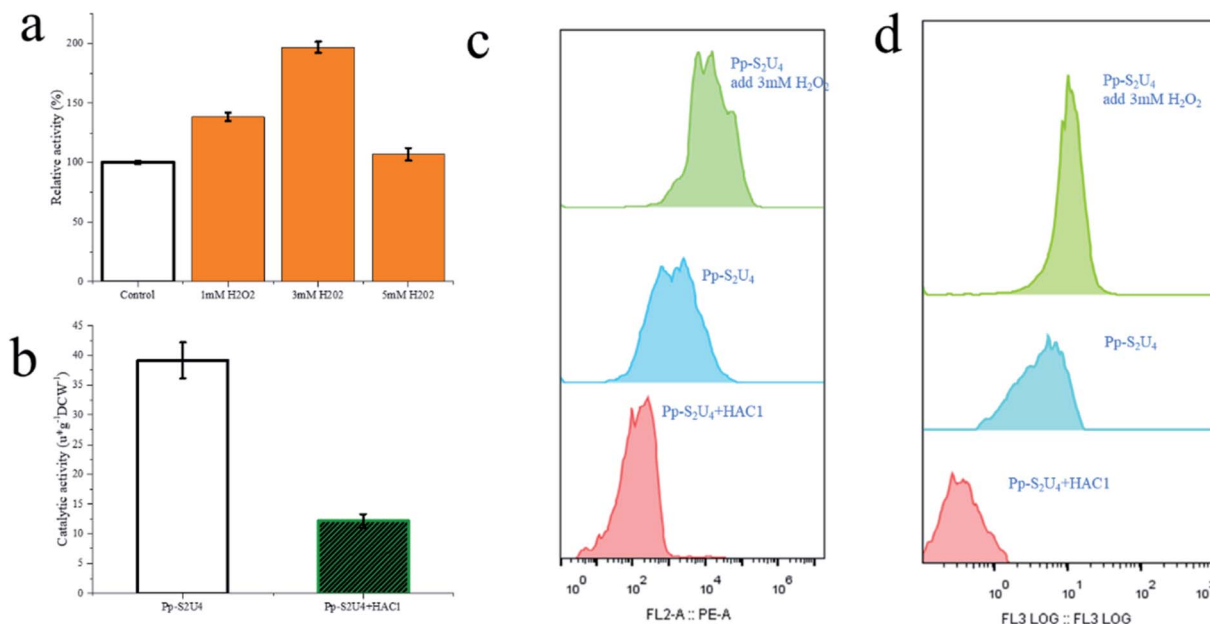 a
Relative activity (%)
200
150
100
50
0
Control
1mM H2O2
3mM H202
5mM H202
b
Catalytic activity (u*g⁻¹DCW⁻¹)
45
40
35
30
25
20
15
10
5
0
Pp-S2U4
Pp-S2U4+HAC1
c
Pp-S₂U₄
add 3mM H₂O₂
Pp-S₂U₄
Pp-S₂U₄+HAC1
10⁰ 10² 10⁴ 10⁶
FL2-A :: PE-A
d
Pp-S₂U₄
add 3mM H₂O₂
Pp-S₂U₄
Pp-S₂U₄+HAC1
10⁰ 10¹ 10² 10³
FL3 LOG :: FL3 LOG